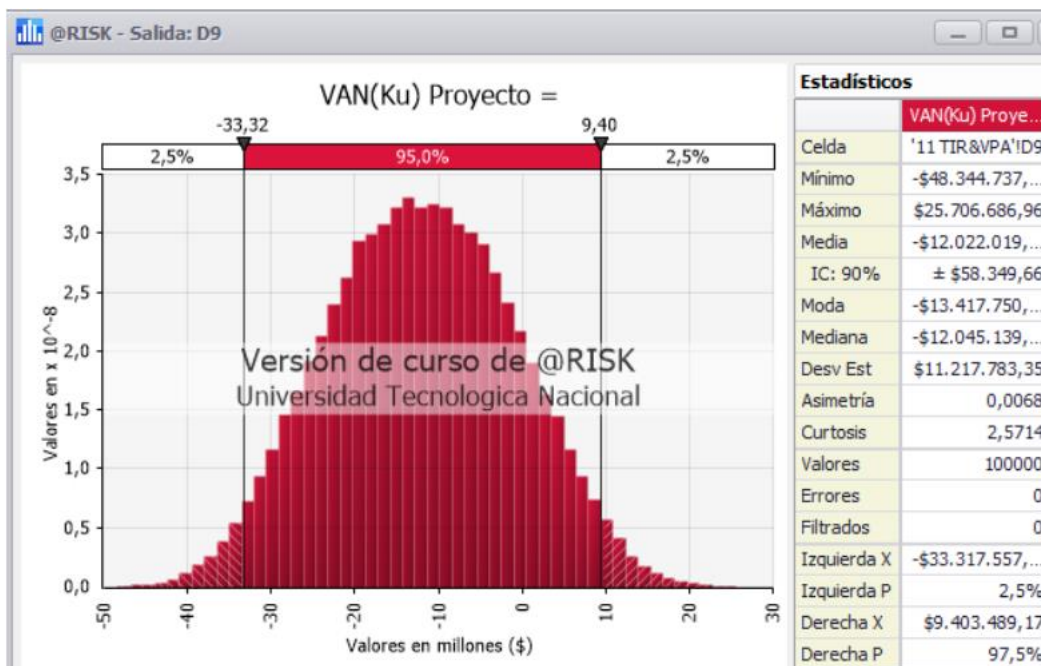 @RISK - Salida: D9
VAN(Ku) Proyecto =
-33,32 9,40
2,5% 95,0% 2,5%
3,5
3,0
2,5
2,0
1,5
1,0
0,5
0,0
Valores en x 10^-8
Versión de curso de @RISK
Universidad Tecnologica Nacional
-50 -40 -30 -20 -10 0 10 20 30
Valores en millones ($)
Estadísticos
VAN(Ku) Proye...
Celda '11 TIR&VPA'!D9
Mínimo -$48.344.737,...
Máximo $25.706.686,96
Media -$12.022.019,...
IC: 90% ± $58.349,66
Moda -$13.417.750,...
Mediana -$12.045.139,...
Desv Est $11.217.783,35
Asimetría 0,0068
Curtosis 2,5714
Valores 100000
Errores 0
Filtrados 0
Izquierda X -$33.317.557,...
Izquierda P 2,5%
Derecha X $9.403.489,17
Derecha P 97,5%